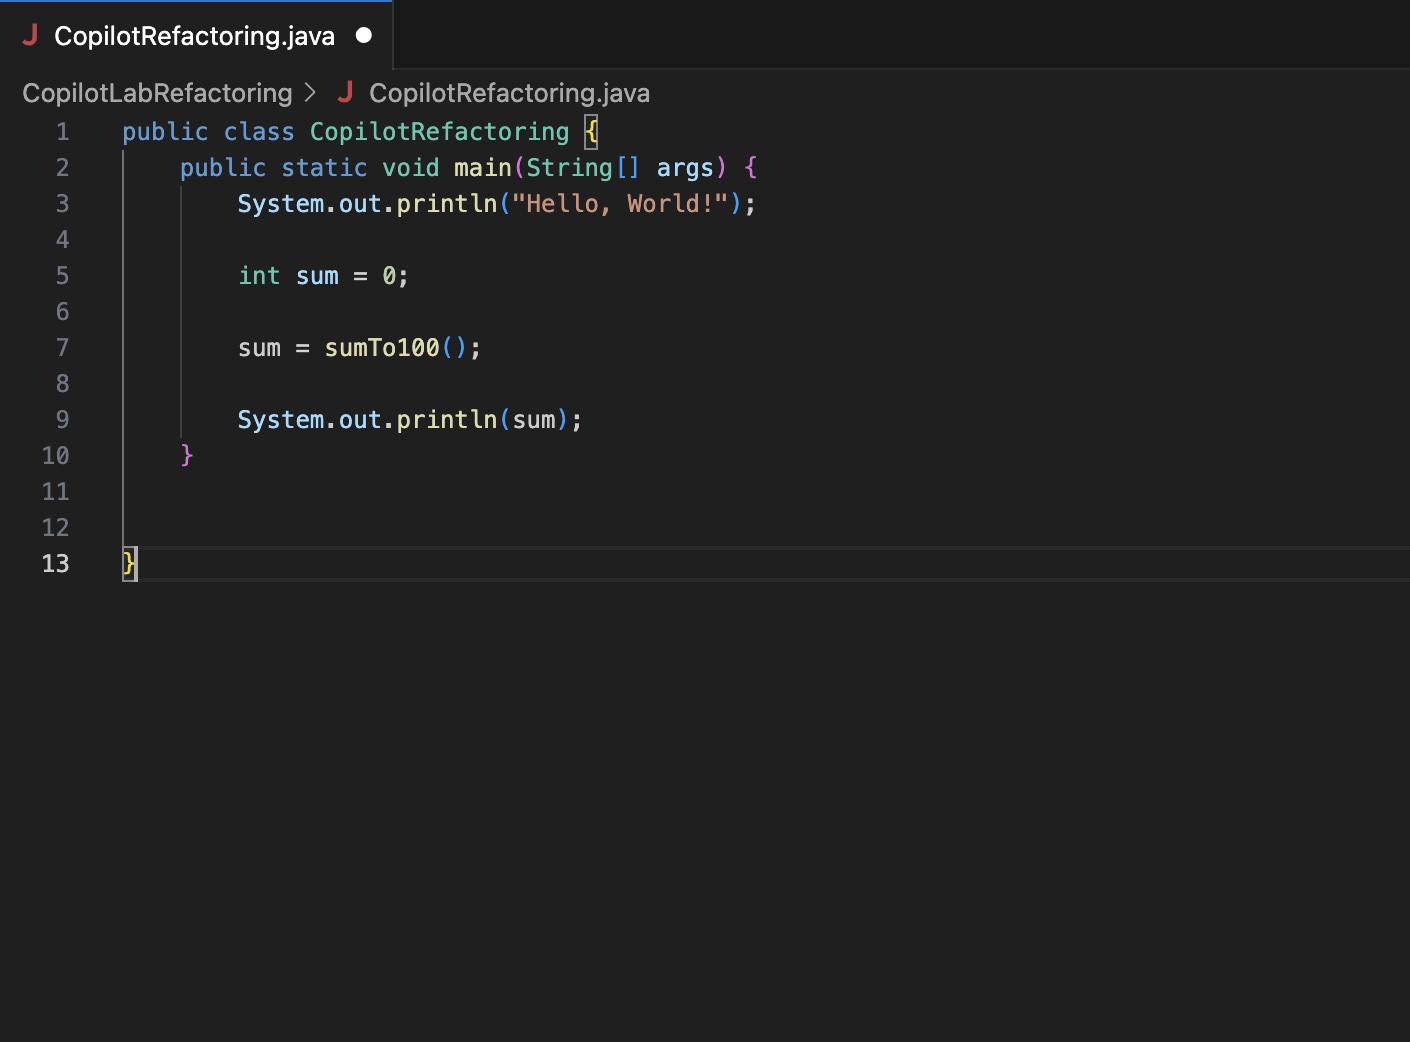 J CopilotRefactoring.java
CopilotLabRefactoring > J CopilotRefactoring.java
1 public class CopilotRefactoring {
2     public static void main(String[] args) {
3         System.out.println("Hello, World!");
4
5         int sum = 0;
6
7         sum = sumTo100();
8
9         System.out.println(sum);
10     }
11
12
13 }